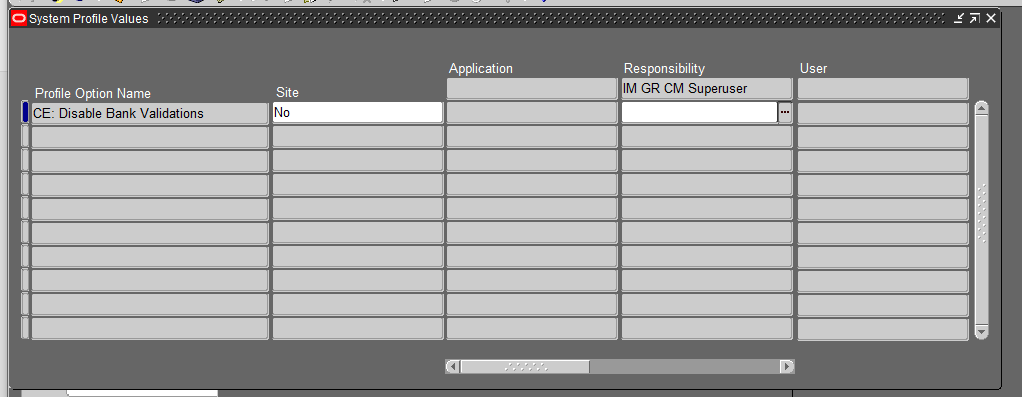 System Profile Values
Application Responsibility User
Profile Option Name Site IM GR CM Superuser
CE: Disable Bank Validations No